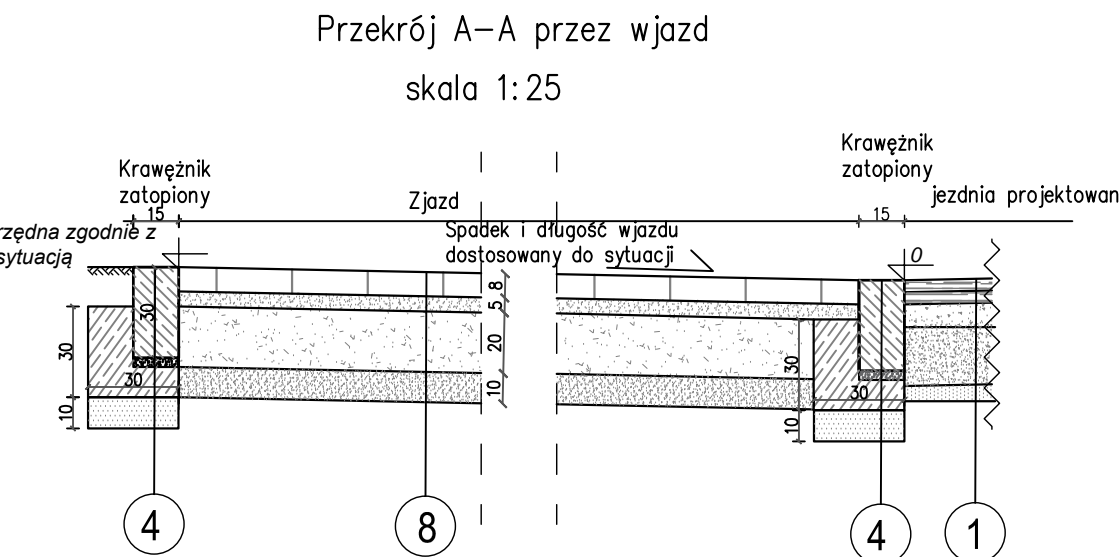 Przekrój A–A przez wjazd
skala 1:25
Krawężnik
zatopiony
15
Zjazd
Krawężnik
zatopiony
15
jezdnia projektowan
rzędna zgodnie z
sytuacją
Spadek i długość wjazdu
dostosowany do sytuacji
0
30
30
30
10
8
5
20
10
30
30
10
4
8
4
1